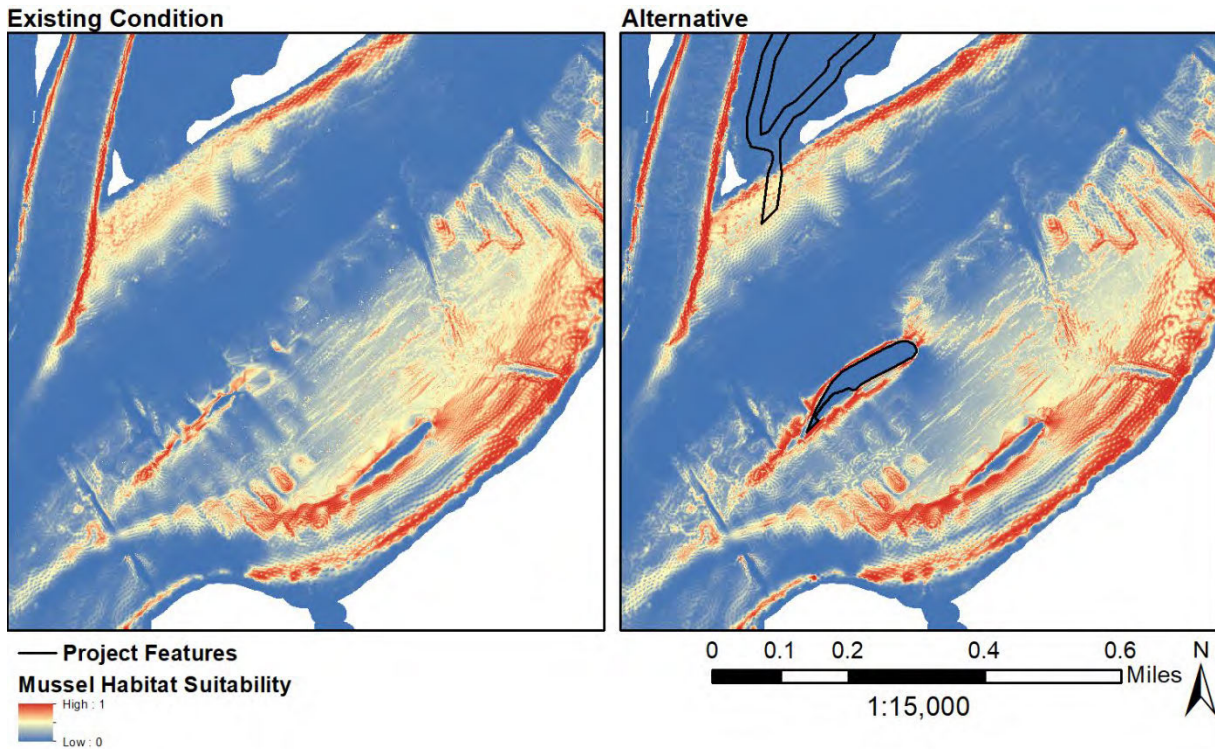 Existing Condition
Alternative
Project Features
Mussel Habitat Suitability
High : 1
Low : 0
0 0.1 0.2 0.4 0.6
Miles
1:15,000
N